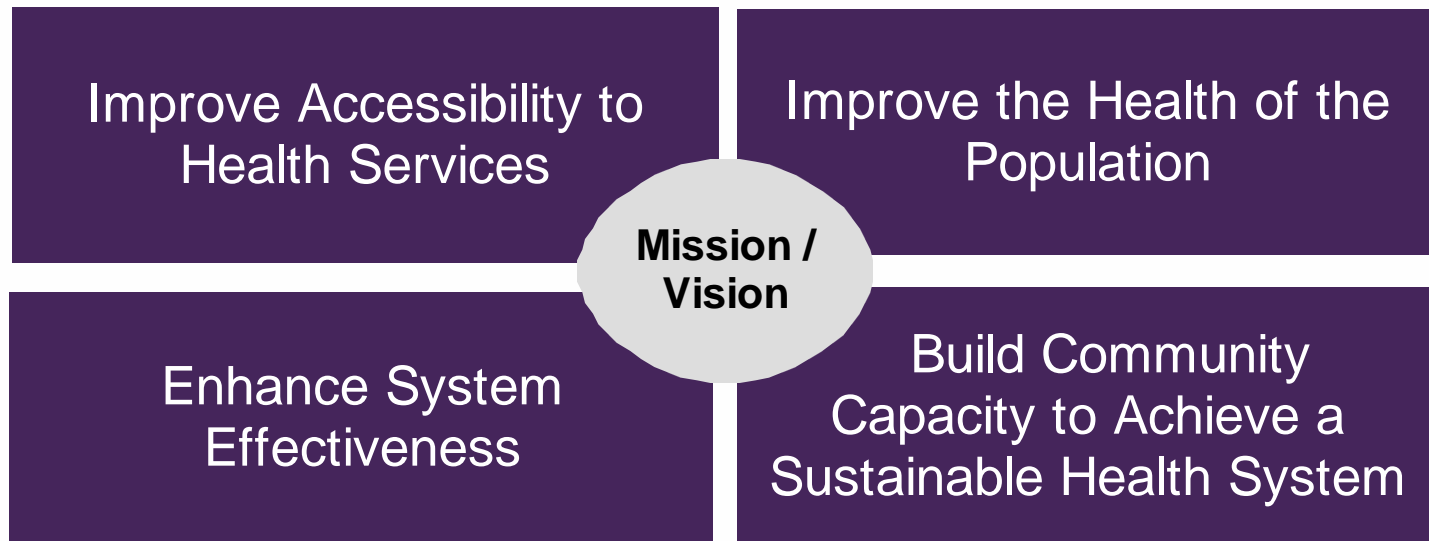 Improve Accessibility to
Health Services
Improve the Health of the
Population
Mission /
Vision
Enhance System
Effectiveness
Build Community
Capacity to Achieve a
Sustainable Health System